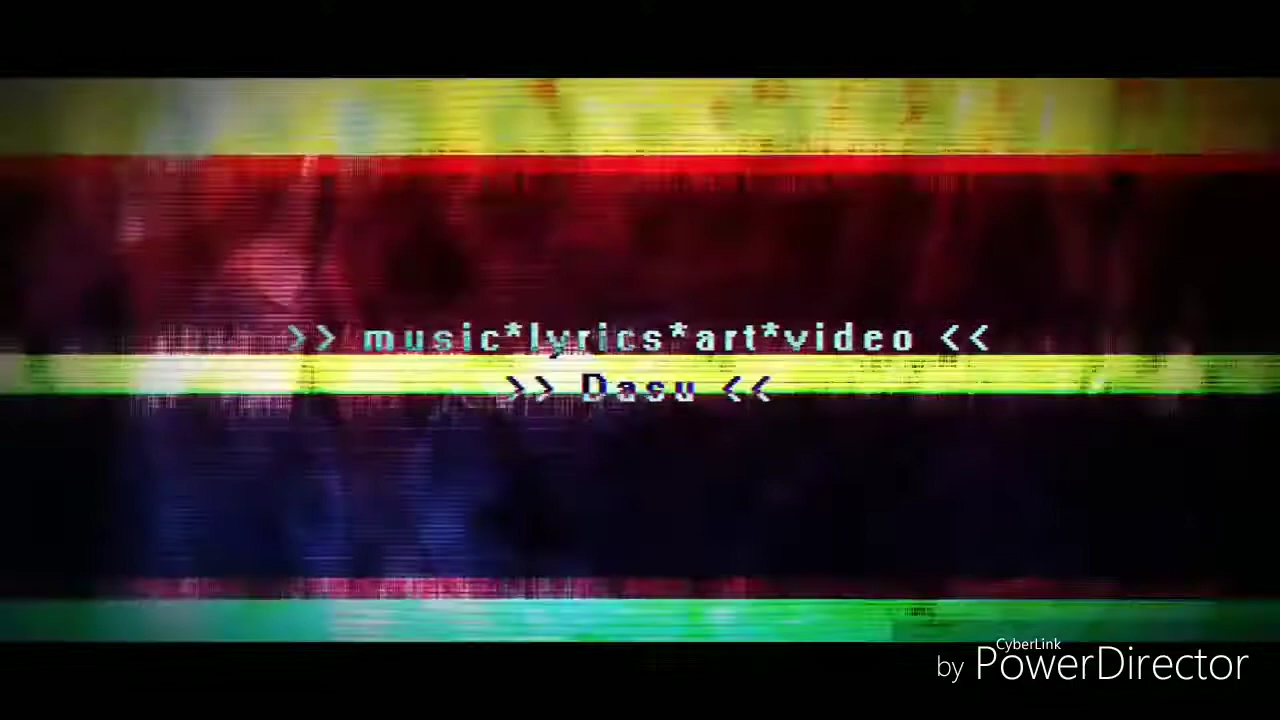 >> music*lyrics*art*video <<
>> Dasu <<
CyberLink
by PowerDirector